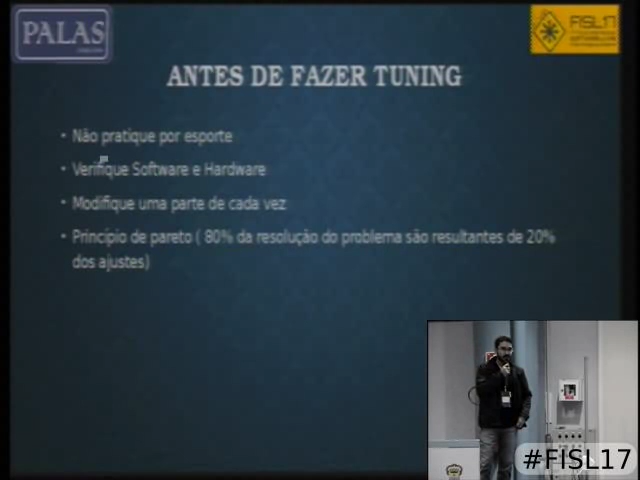 PALAS
FISL17
ANTES DE FAZER TUNING
• Não pratique por esporte
• Verifique Software e Hardware
• Modifique uma parte de cada vez
• Princípio de pareto ( 80% da resolução do problema são resultantes de 20%
dos ajustes)
#FISL17